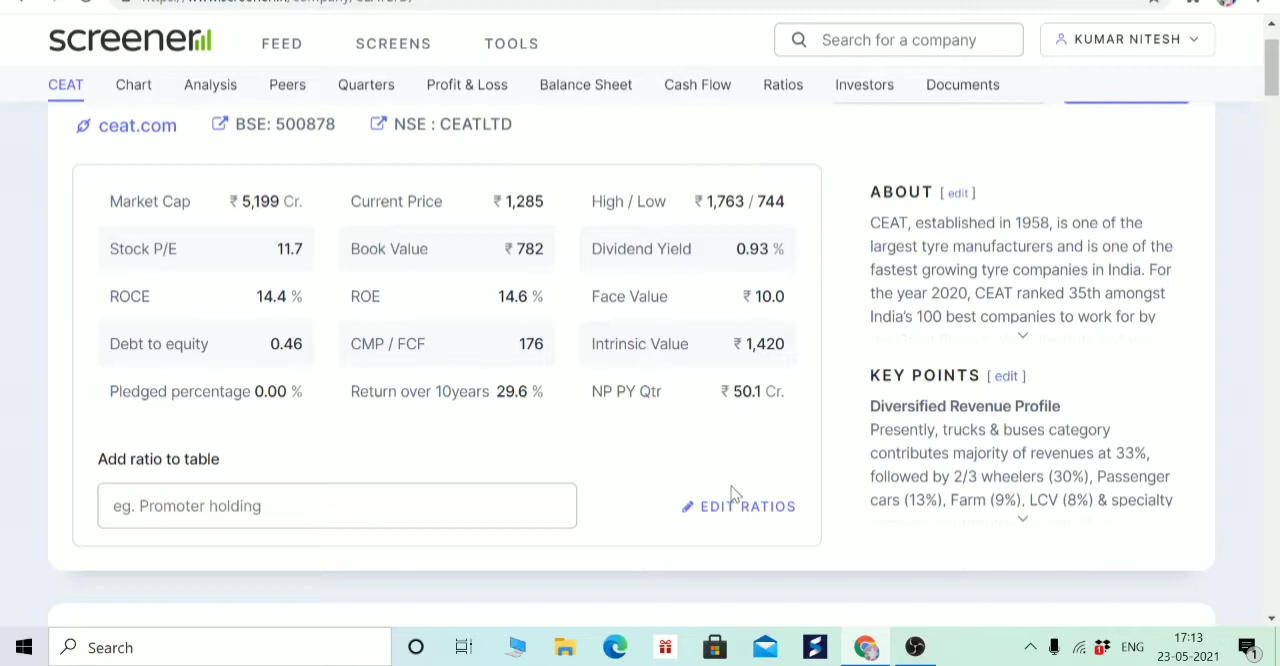 screener
FEED SCREENS TOOLS
Search for a company
KUMAR NITESH
CEAT Chart Analysis Peers Quarters Profit & Loss Balance Sheet Cash Flow Ratios Investors Documents
ceat.com BSE: 500878 NSE : CEATLTD
Market Cap ₹ 5,199 Cr. Current Price ₹ 1,285 High / Low ₹ 1,763 / 744
Stock P/E 11.7 Book Value ₹ 782 Dividend Yield 0.93 %
ROCE 14.4 % ROE 14.6 % Face Value ₹ 10.0
Debt to equity 0.46 CMP / FCF 176 Intrinsic Value ₹ 1,420
Pledged percentage 0.00 % Return over 10years 29.6 % NP PY Qtr ₹ 50.1 Cr.
Add ratio to table
eg. Promoter holding
EDIT RATIOS
ABOUT [ edit ]
CEAT, established in 1958, is one of the
largest tyre manufacturers and is one of the
fastest growing tyre companies in India. For
the year 2020, CEAT ranked 35th amongst
India's 100 best companies to work for by
KEY POINTS [ edit ]
Diversified Revenue Profile
Presently, trucks & buses category
contributes majority of revenues at 33%,
followed by 2/3 wheelers (30%), Passenger
cars (13%), Farm (9%), LCV (8%) & specialty
Search
ENG
17:13
23-05-2021
1